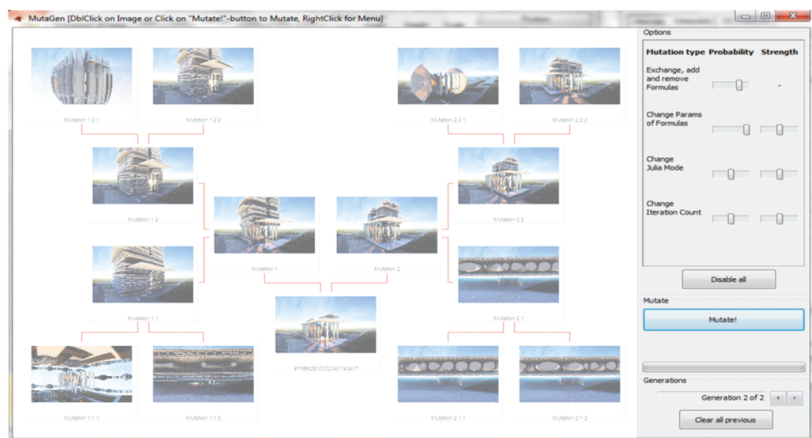 MutaGen [DblClick on Image or Click on "Mutate!"-button to Mutate, RightClick for Menu]
Options
Mutation type Probability Strength
Exchange, add
and remove
Formulas
-
Change Params
of Formulas
Change
Julia Mode
Change
Iteration Count
Disable all
Mutate
Mutate!
Generations
Generation 2 of 2
Clear all previous
Mutation 1.2.1
Mutation 1.2.2
Mutation 2.2.1
Mutation 2.2.2
Mutation 1.2
Mutation 2.2
Mutation 1
Mutation 2
Mutation 1.1
Mutation 2.1
Mutation 1.1.1
Mutation 1.1.2
Mutation 2.1.1
Mutation 2.1.2